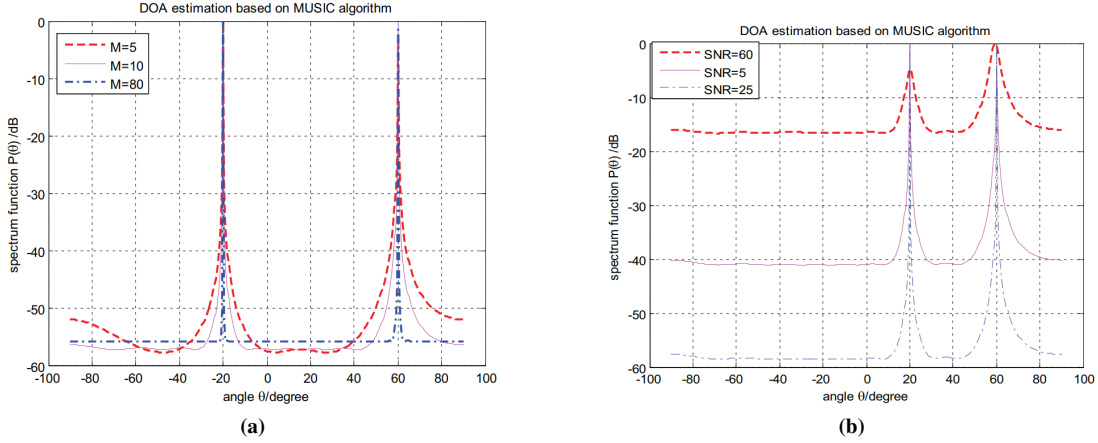 DOA estimation based on MUSIC algorithm
0
-10
-20
-30
-40
-50
-60
spectrum function P(θ) /dB
M=5
M=10
M=80
-100 -80 -60 -40 -20 0 20 40 60 80 100
angle θ/degree
(a)
DOA estimation based on MUSIC algorithm
0
-10
-20
-30
-40
-50
-60
spectrum function P(θ) /dB
SNR=60
SNR=5
SNR=25
-100 -80 -60 -40 -20 0 20 40 60 80 100
angle θ/degree
(b)